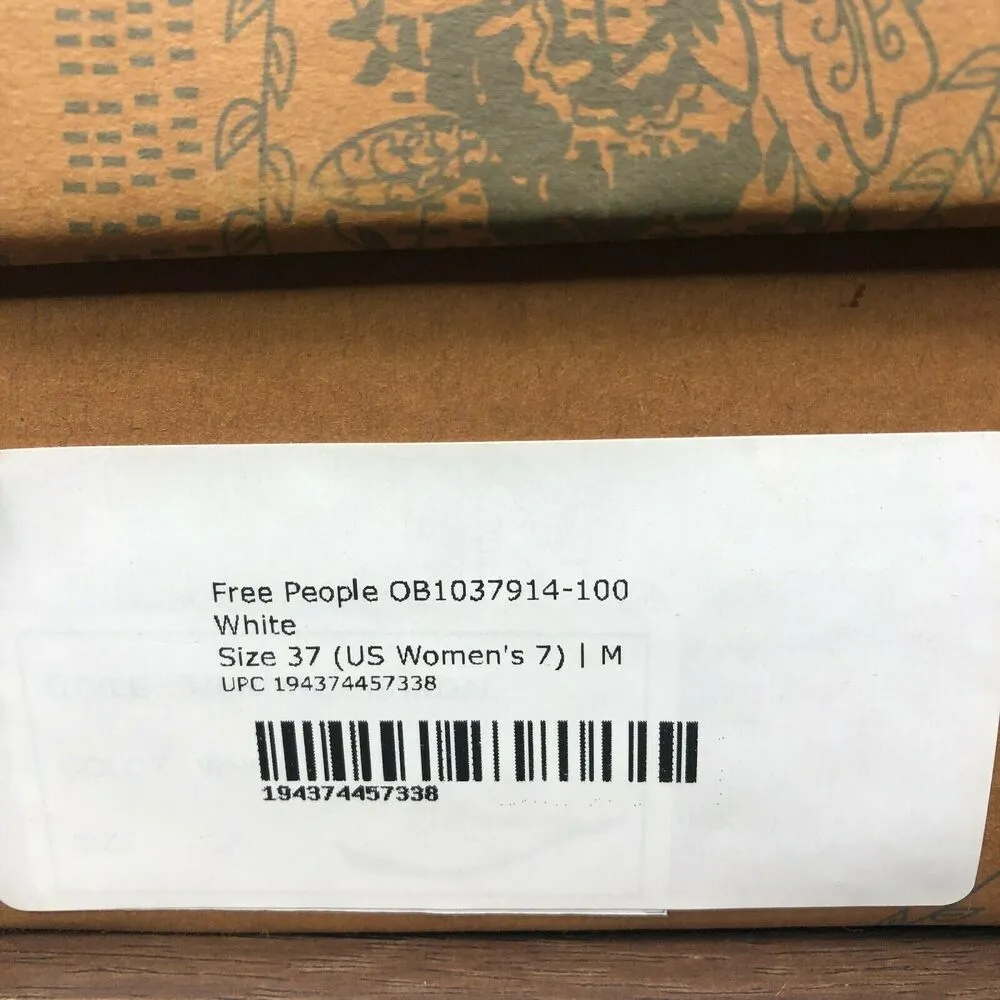 Free People OB1037914-100
White
Size 37 (US Women's 7) | M
UPC 194374457338
194374457338